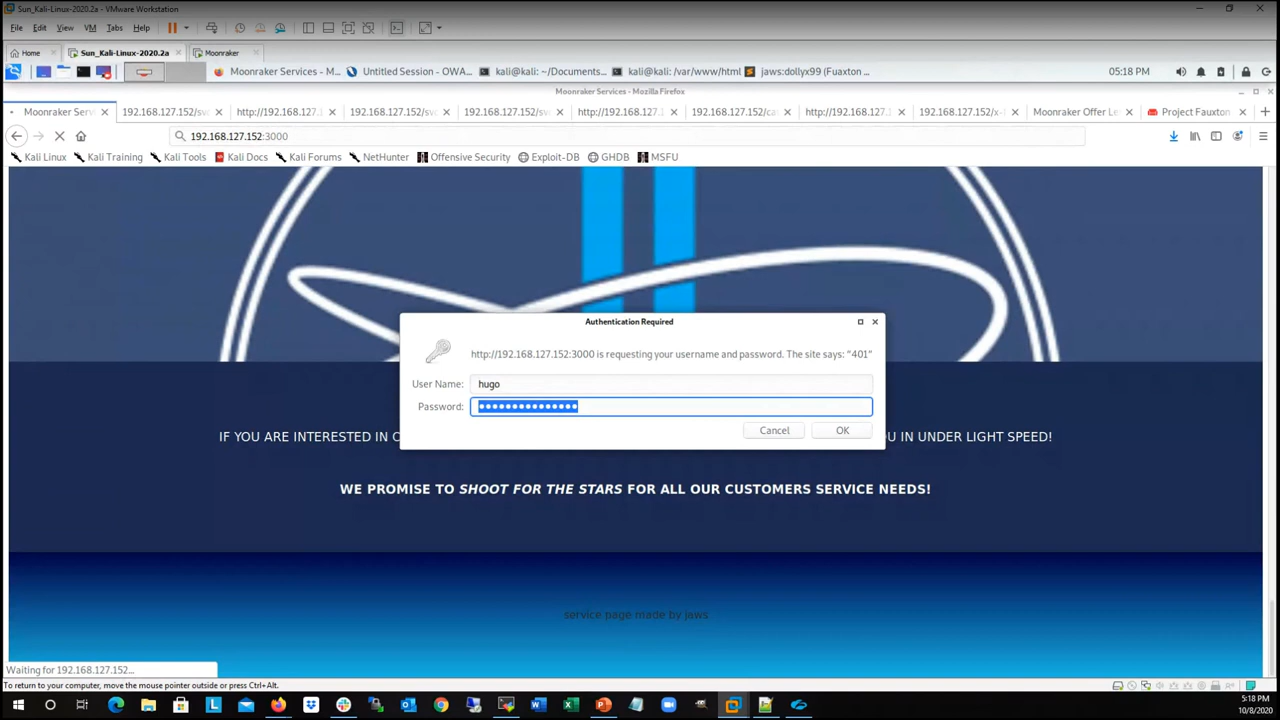 Sun_Kali-Linux-2020.2a - VMware Workstation
File Edit View VM Tabs Help
Home Sun_Kali-Linux-2020.2a Moonraker
Moonraker Services - M... Untitled Session - OWA... kali@kali: ~/Documents... kali@kali: /var/www/html jaws:dollyx99 (Fuaxton ... 05:18 PM
Moonraker Services - Mozilla Firefox
Moonraker Serv 192.168.127.152/sv http://192.168.127.1 192.168.127.152/sv 192.168.127.152/sv http://192.168.127.1 192.168.127.152/ca http://192.168.127.1 192.168.127.152/x- Moonraker Offer Le Project Fauxton
192.168.127.152:3000
Kali Linux Kali Training Kali Tools Kali Docs Kali Forums NetHunter Offensive Security Exploit-DB GHDB MSFU
Authentication Required
http://192.168.127.152:3000 is requesting your username and password. The site says: “401”
User Name: hugo
Password: •••••••••••••••
Cancel OK
IF YOU ARE INTERESTED IN U IN UNDER LIGHT SPEED!
WE PROMISE TO SHOOT FOR THE STARS FOR ALL OUR CUSTOMERS SERVICE NEEDS!
service page made by jaws
Waiting for 192.168.127.152...
To return to your computer, move the mouse pointer outside or press Ctrl+Alt.
5:18 PM
10/8/2020